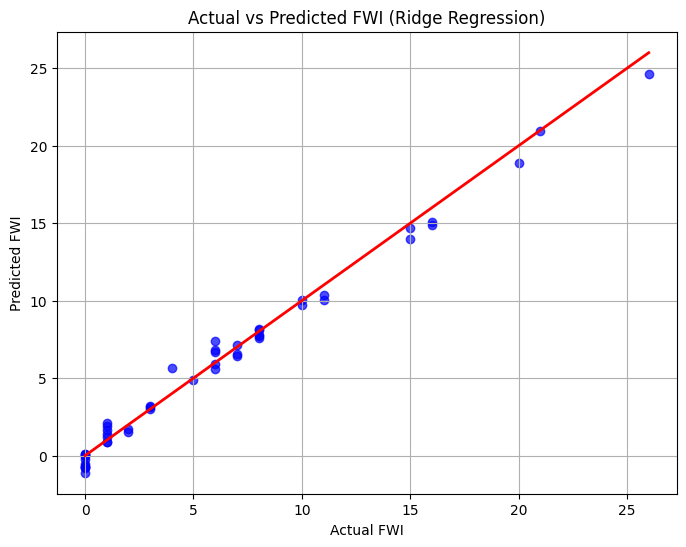 Actual vs Predicted FWI (Ridge Regression)
Predicted FWI
25
20
15
10
5
0
0 5 10 15 20 25
Actual FWI